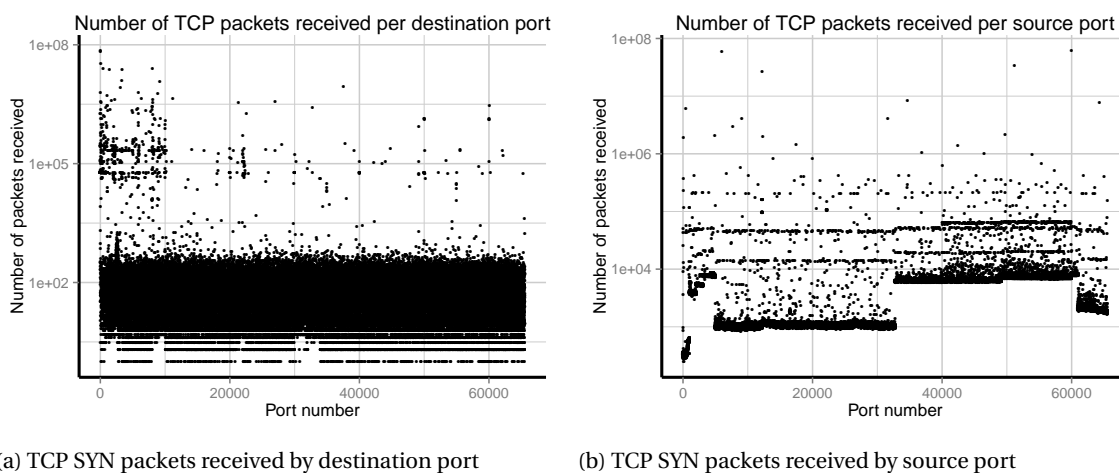 Number of TCP packets received per destination port
1e+08
1e+05
1e+02
Number of packets received
0
20000
40000
60000
Port number
(a) TCP SYN packets received by destination port
Number of TCP packets received per source port
1e+08
1e+06
1e+04
Number of packets received
0
20000
40000
60000
Port number
(b) TCP SYN packets received by source port